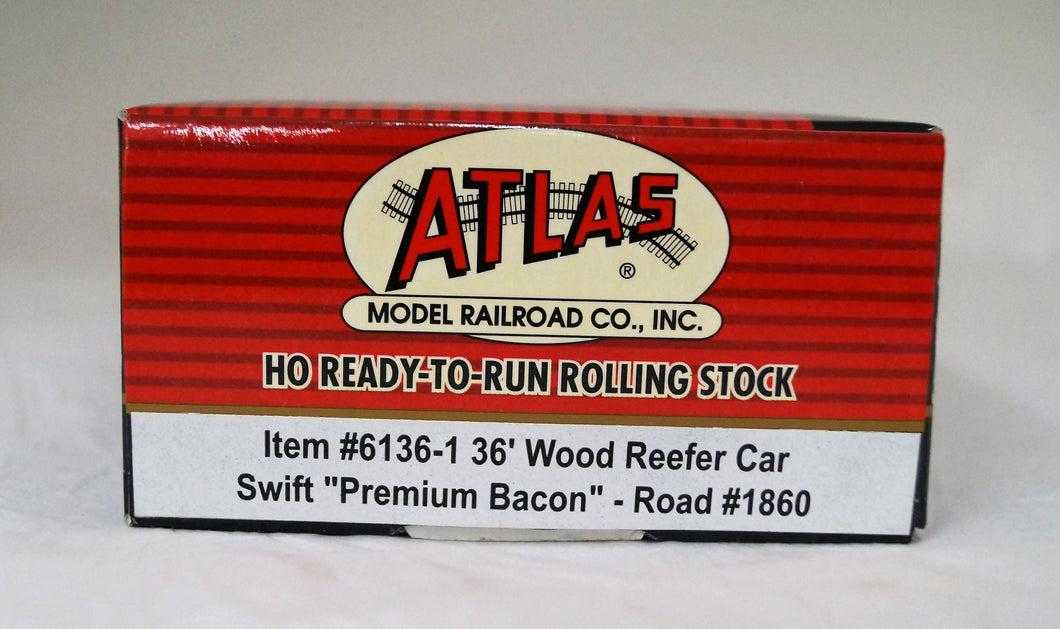 ATLAS
®
MODEL RAILROAD CO., INC.
HO READY-TO-RUN ROLLING STOCK
Item #6136-1 36' Wood Reefer Car
Swift "Premium Bacon" - Road #1860